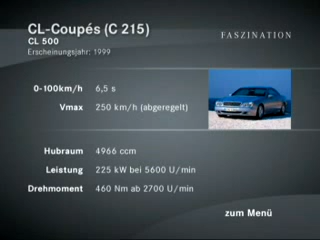 CL-Coupés (C 215)
CL 500
Erscheinungsjahr: 1999
FASZINATION
0-100km/h 6,5 s
Vmax 250 km/h (abgeregelt)
Hubraum 4966 ccm
Leistung 225 kW bei 5600 U/min
Drehmoment 460 Nm ab 2700 U/min
zum Menü